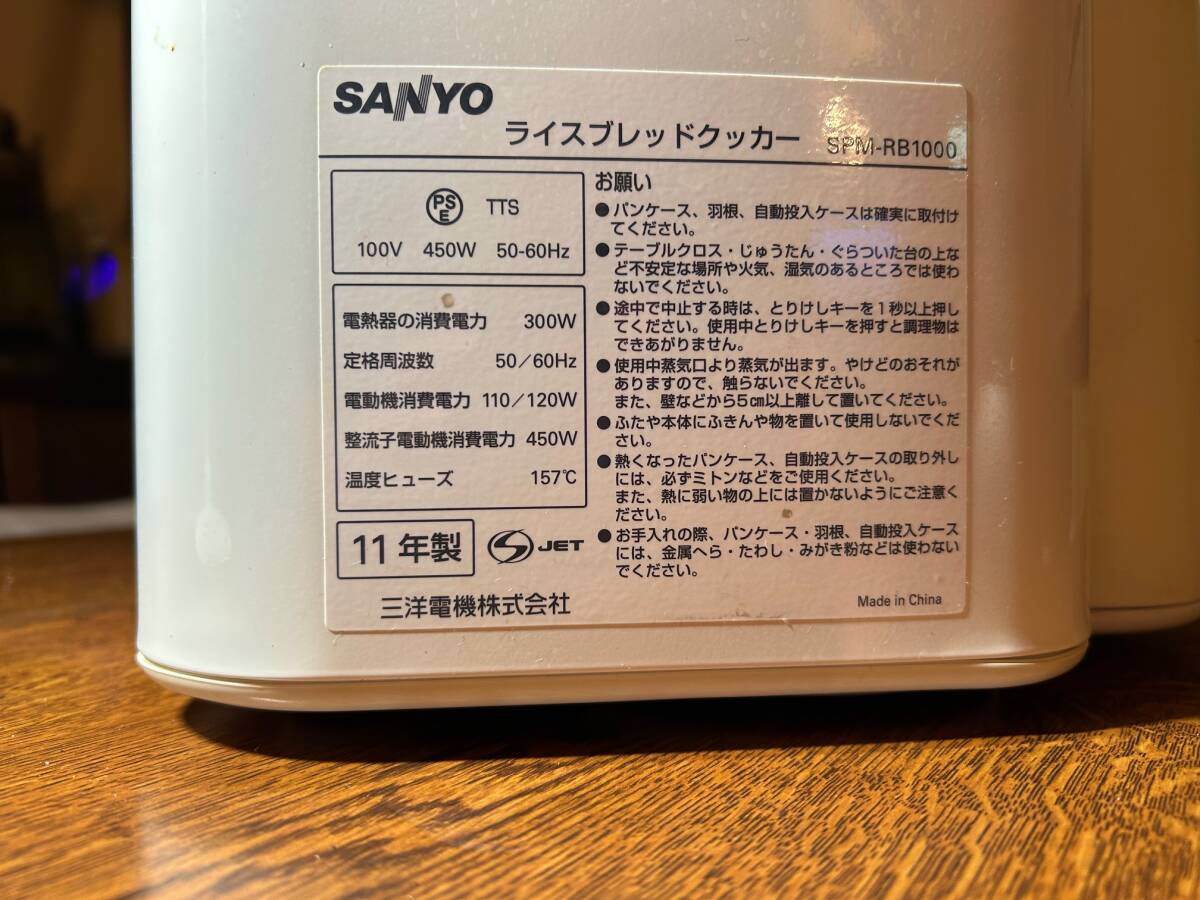 SANYO
ライスブレッドクッカー SPM-RB1000
PSE TTS
100V 450W 50-60Hz
電熱器の消費電力 300W
定格周波数 50/60Hz
電動機消費電力 110/120W
整流子電動機消費電力 450W
温度ヒューズ 157℃
11年製 JET
三洋電機株式会社
お願い
●パンケース、羽根、自動投入ケースは確実に取付け
てください。
●テーブルクロス・じゅうたん・ぐらついた台の上な
ど不安定な場所や火気、湿気のあるところでは使わ
ないでください。
●途中で中止する時は、とりけしキーを1秒以上押し
てください。使用中とりけしキーを押すと調理物は
できあがりません。
●使用中蒸気口より蒸気が出ます。やけどのおそれが
ありますので、触らないでください。
また、壁などから5㎝以上離して置いてください。
●ふたや本体にふきんや物を置いて使用しないでくだ
さい。
●熱くなったパンケース、自動投入ケースの取り外し
には、必ずミトンなどをご使用ください。
また、熱に弱い物の上には置かないようにご注意く
ださい。
●お手入れの際、パンケース・羽根、自動投入ケース
には、金属へら・たわし・みがき粉などは使わない
でください。
Made in China